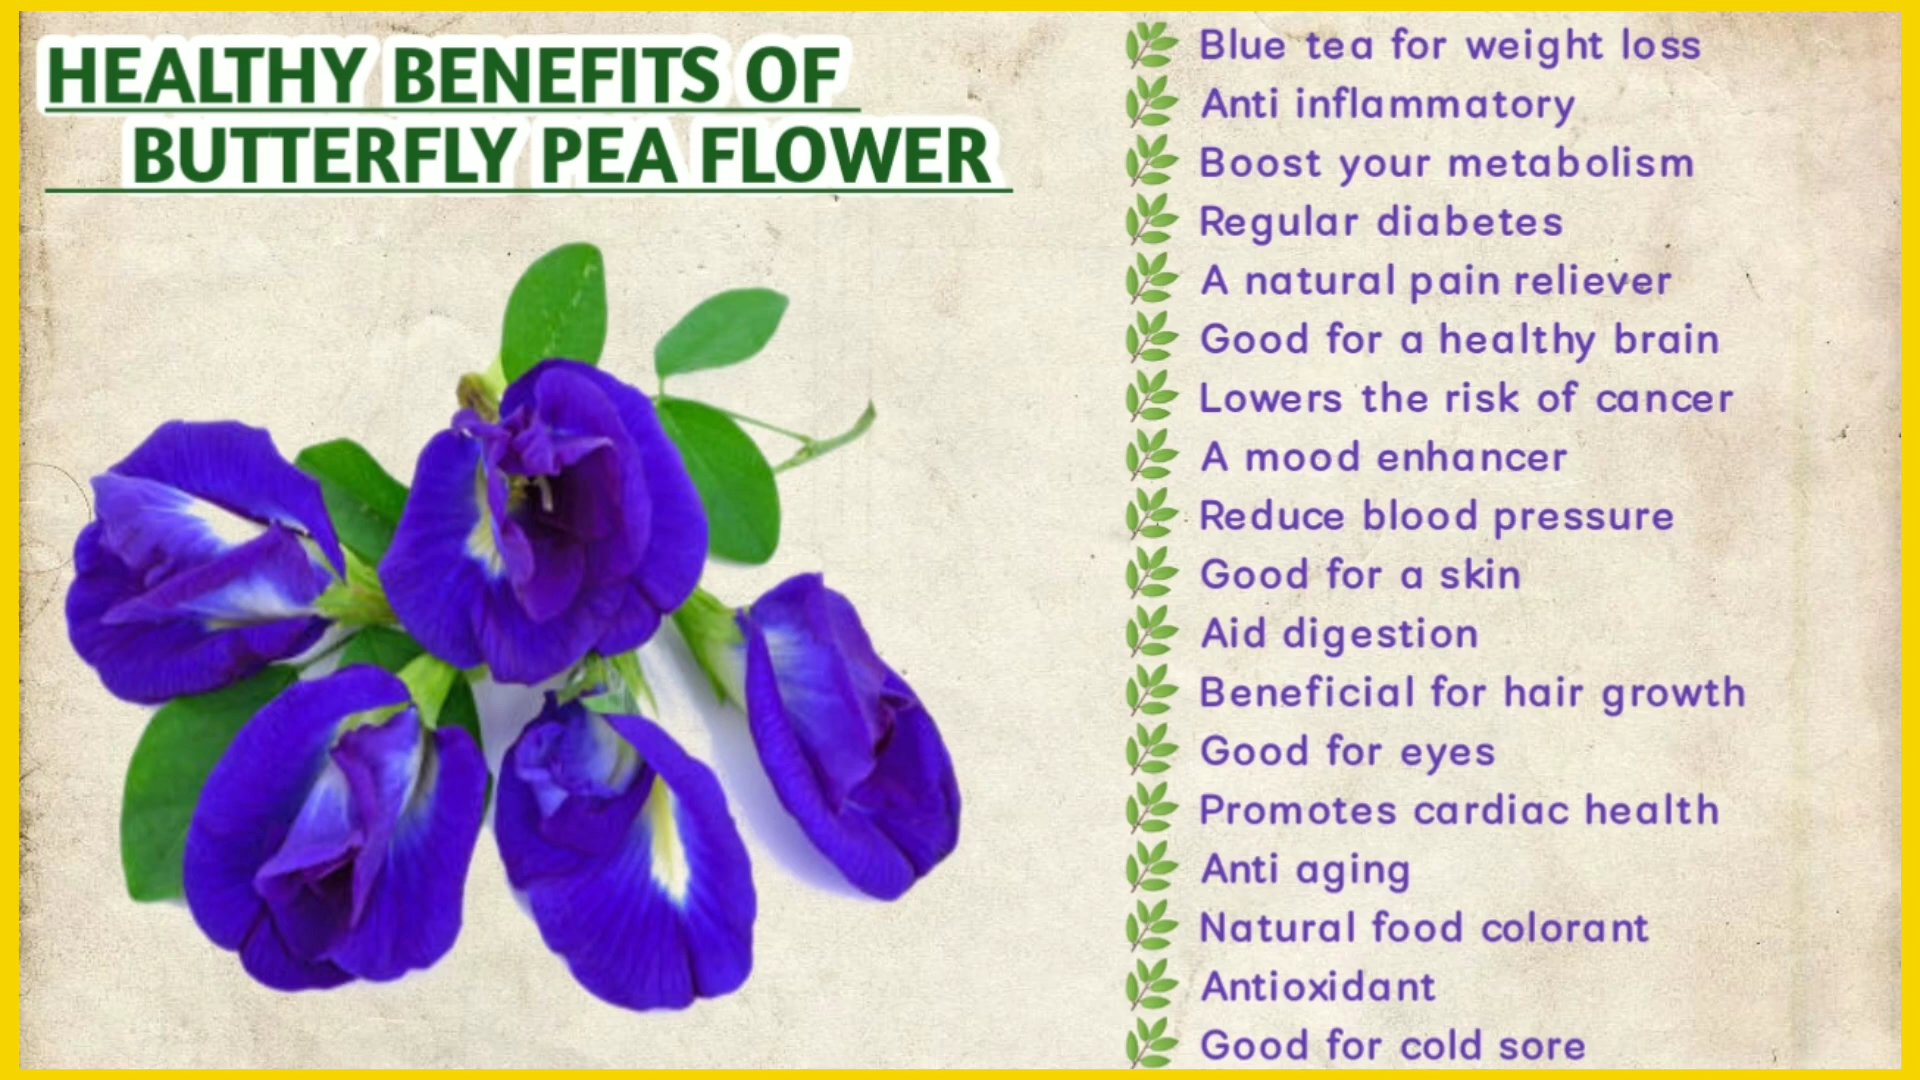 HEALTHY BENEFITS OF
BUTTERFLY PEA FLOWER
Blue tea for weight loss
Anti inflammatory
Boost your metabolism
Regular diabetes
A natural pain reliever
Good for a healthy brain
Lowers the risk of cancer
A mood enhancer
Reduce blood pressure
Good for a skin
Aid digestion
Beneficial for hair growth
Good for eyes
Promotes cardiac health
Anti aging
Natural food colorant
Antioxidant
Good for cold sore